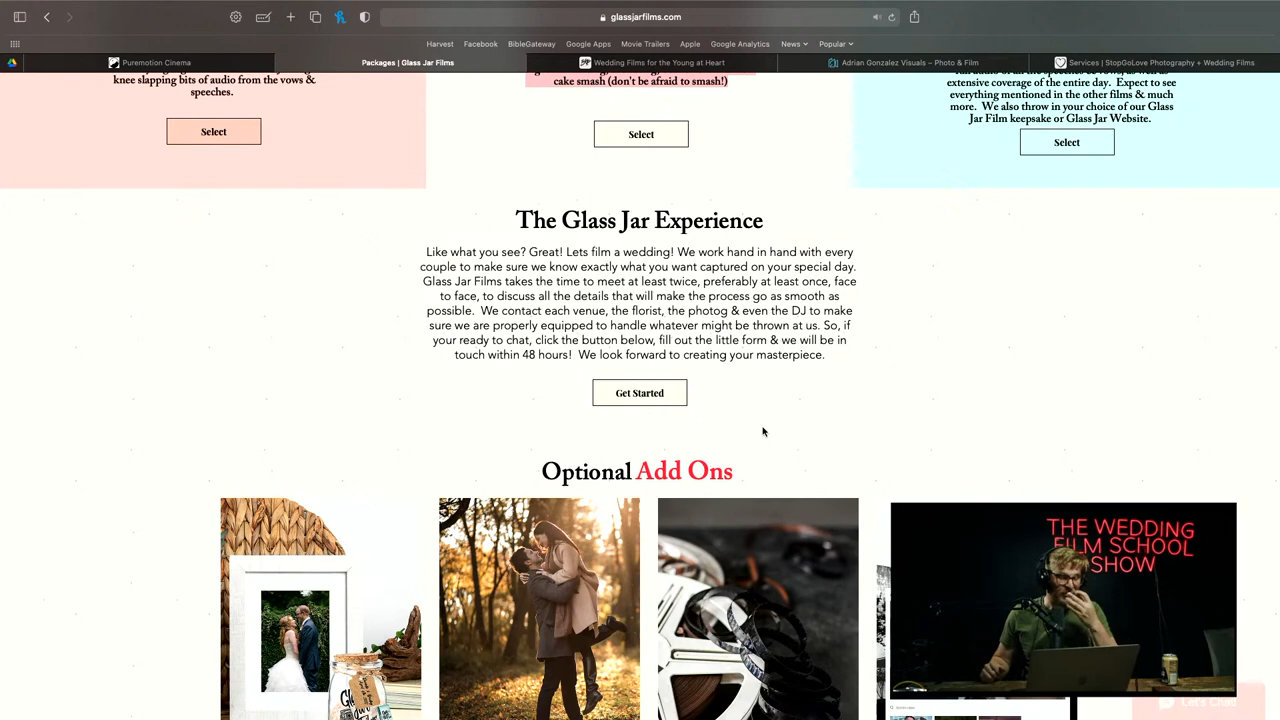 glassjarfilms.com
Harvest Facebook BibleGateway Google Apps Movie Trailers Apple Google Analytics News Popular
Puremotion Cinema
Packages | Glass Jar Films
Wedding Films for the Young at Heart
Adrian Gonzalez Visuals – Photo & Film
Services | StopGoLove Photography + Wedding Films
knee slapping bits of audio from the vows &
speeches.
Select
cake smash (don't be afraid to smash!)
Select
extensive coverage of the entire day. Expect to see
everything mentioned in the other films & much
more. We also throw in your choice of our Glass
Jar Film keepsake or Glass Jar Website.
Select
The Glass Jar Experience
Like what you see? Great! Lets film a wedding! We work hand in hand with every
couple to make sure we know exactly what you want captured on your special day.
Glass Jar Films takes the time to meet at least twice, preferably at least once, face
to face, to discuss all the details that will make the process go as smooth as
possible. We contact each venue, the florist, the photog & even the DJ to make
sure we are properly equipped to handle whatever might be thrown at us. So, if
your ready to chat, click the button below, fill out the little form & we will be in
touch within 48 hours! We look forward to creating your masterpiece.
Get Started
Optional Add Ons
THE WEDDING
FILM SCHOOL
SHOW
Let's Chat